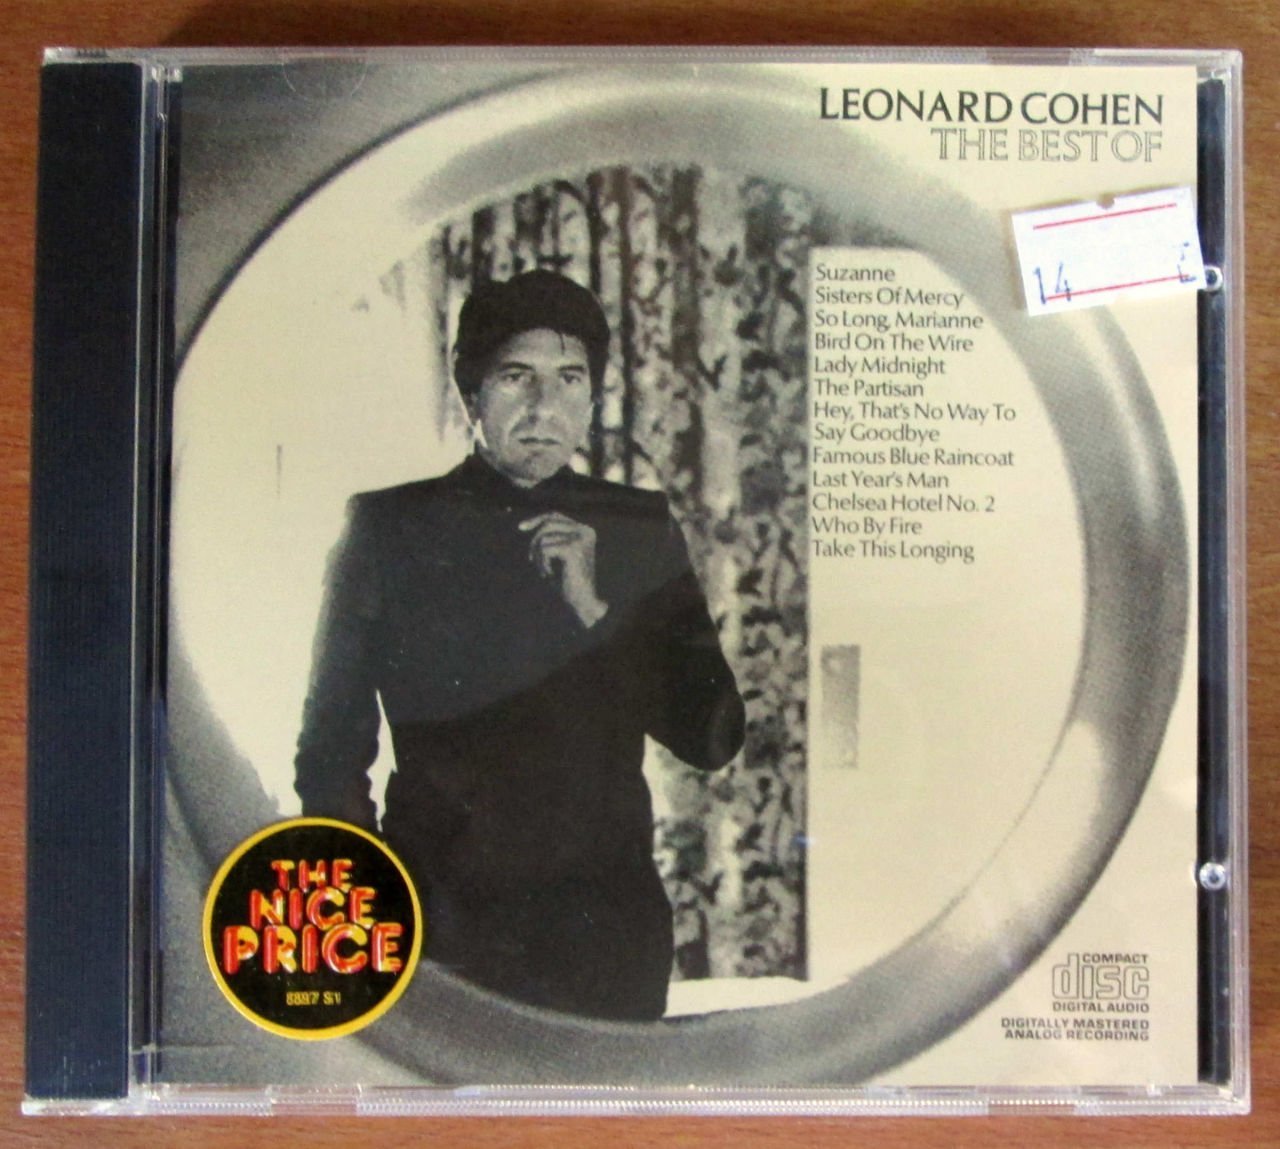 LEONARD COHEN
THE BEST OF
14
Suzanne
Sisters Of Mercy
So Long, Marianne
Bird On The Wire
Lady Midnight
The Partisan
Hey, That's No Way To
Say Goodbye
Famous Blue Raincoat
Last Year's Man
Chelsea Hotel No. 2
Who By Fire
Take This Longing
THE
NICE
PRICE
COMPACT
disc
DIGITAL AUDIO
DIGITALLY MASTERED
ANALOG RECORDING